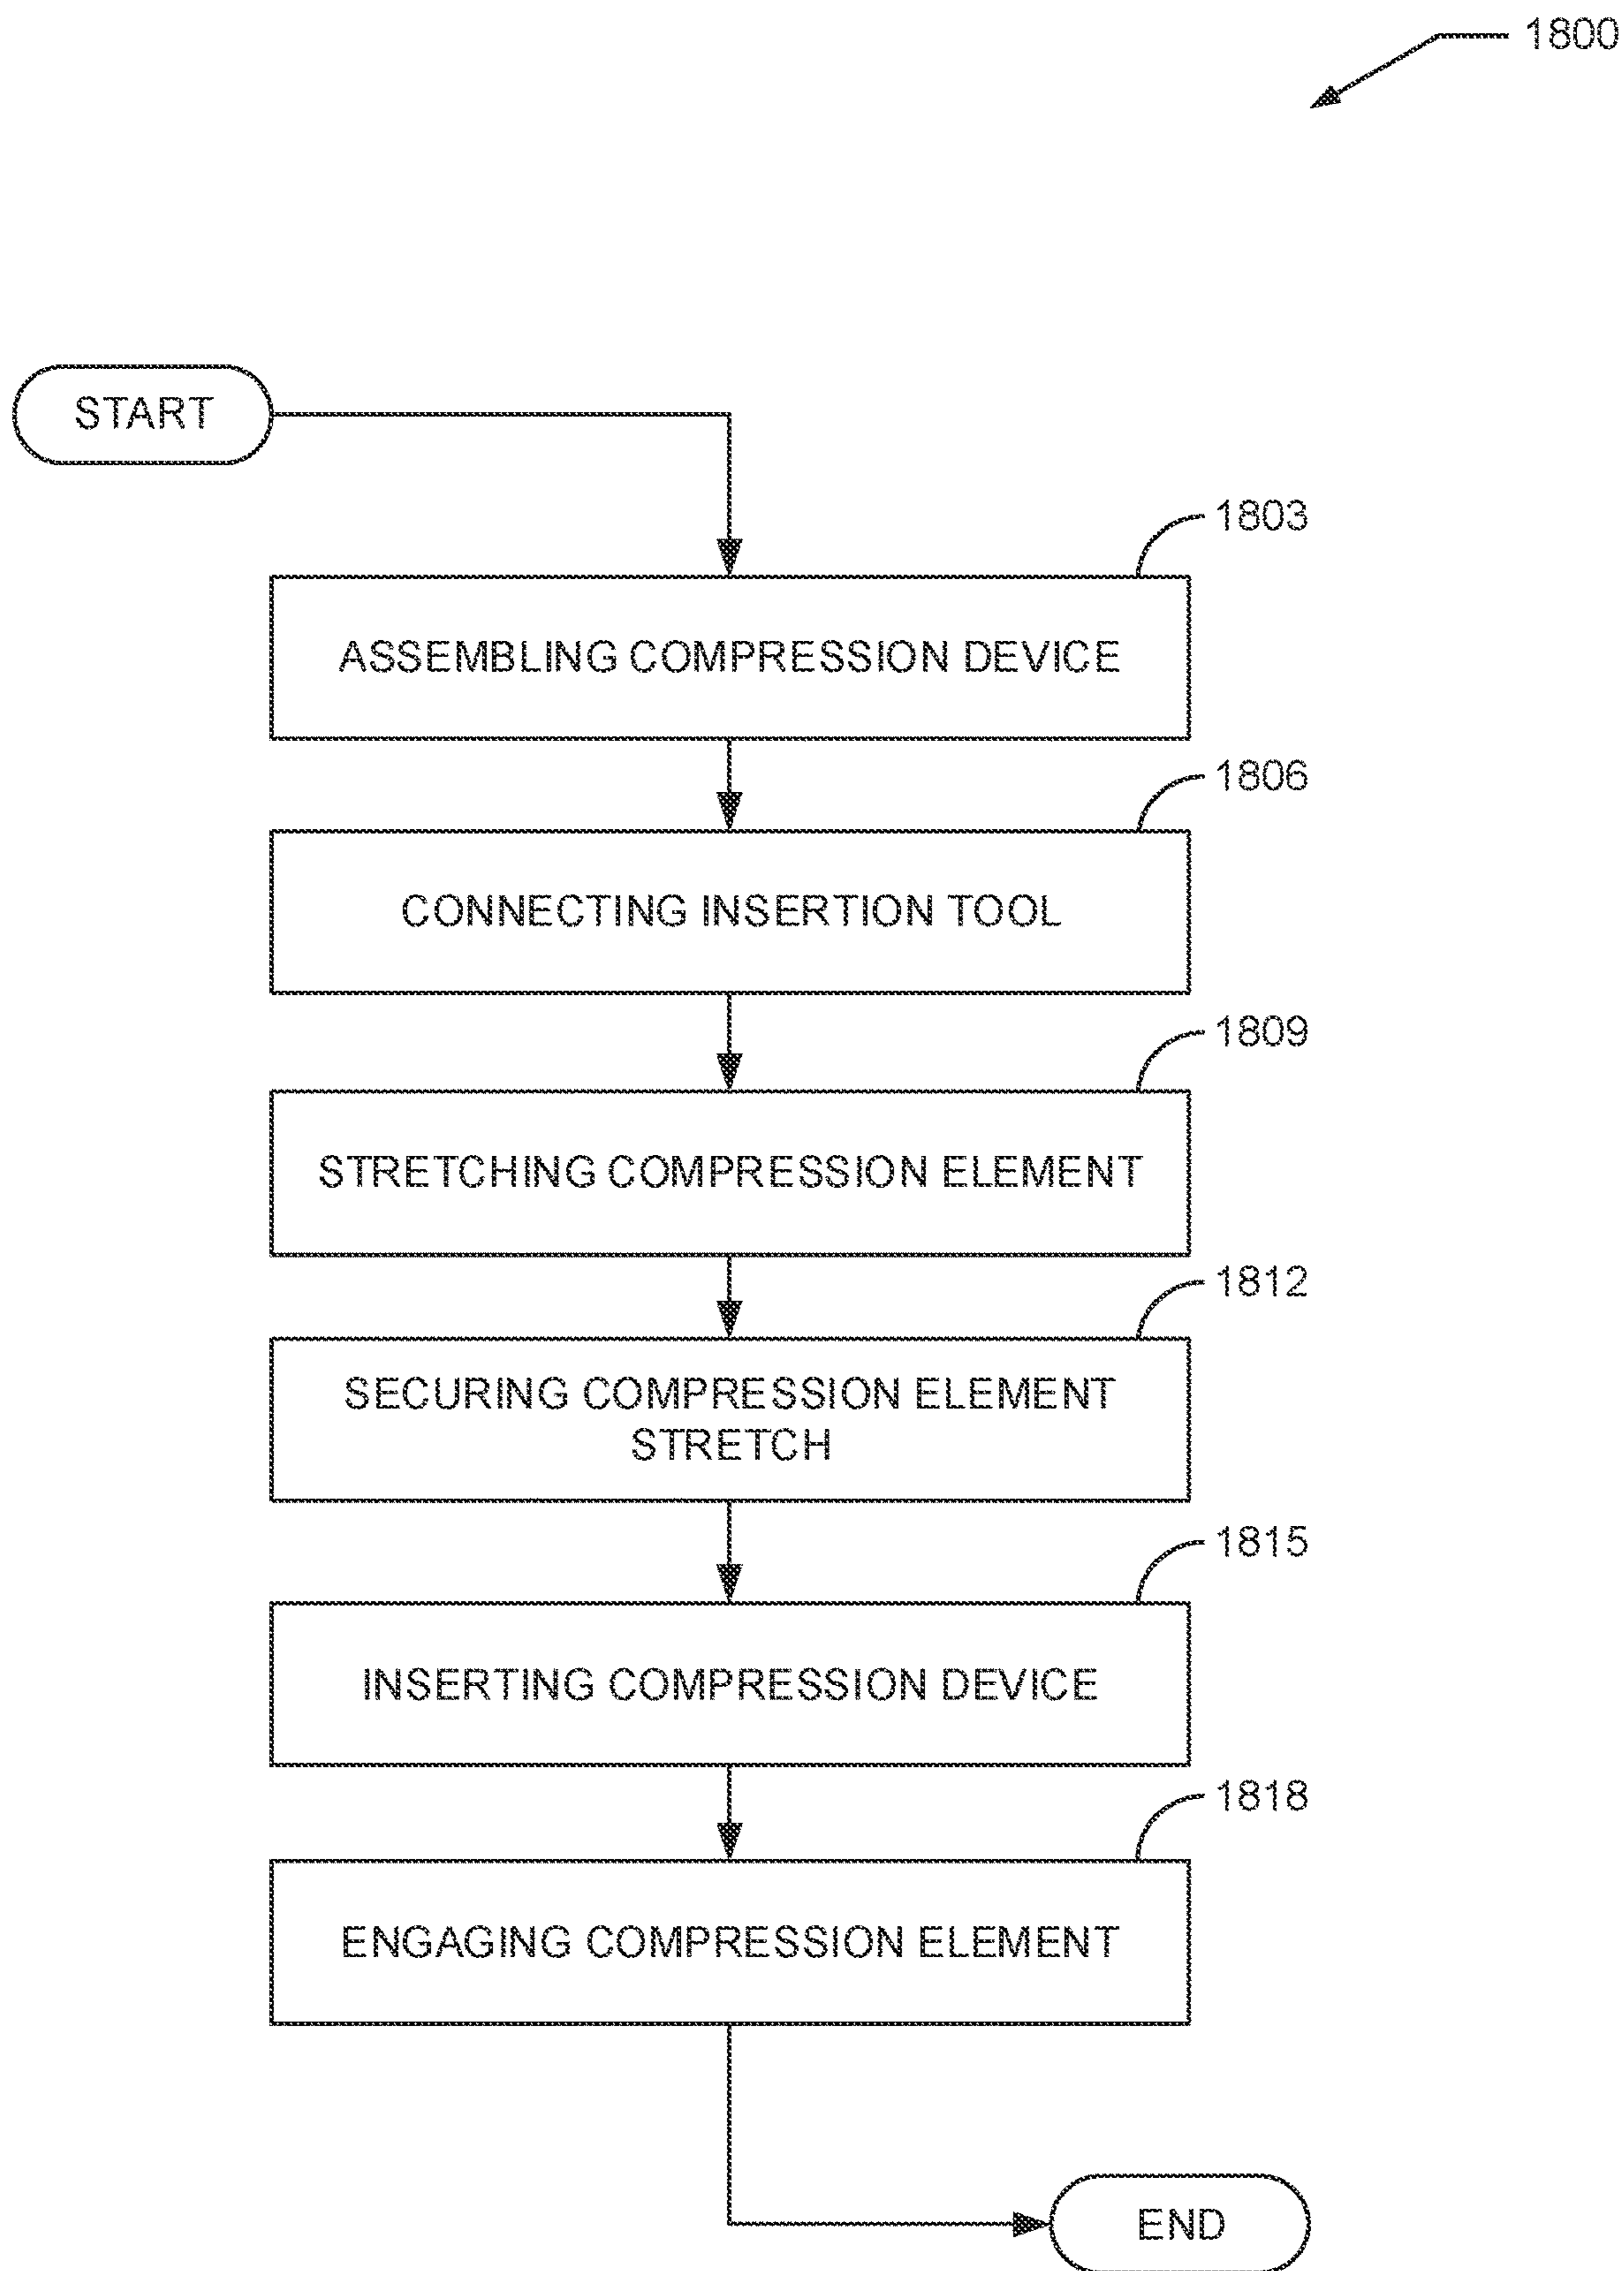 1800
START
1803
ASSEMBLING COMPRESSION DEVICE
1806
CONNECTING INSERTION TOOL
1809
STRETCHING COMPRESSION ELEMENT
1812
SECURING COMPRESSION ELEMENT
STRETCH
1815
INSERTING COMPRESSION DEVICE
1818
ENGAGING COMPRESSION ELEMENT
END